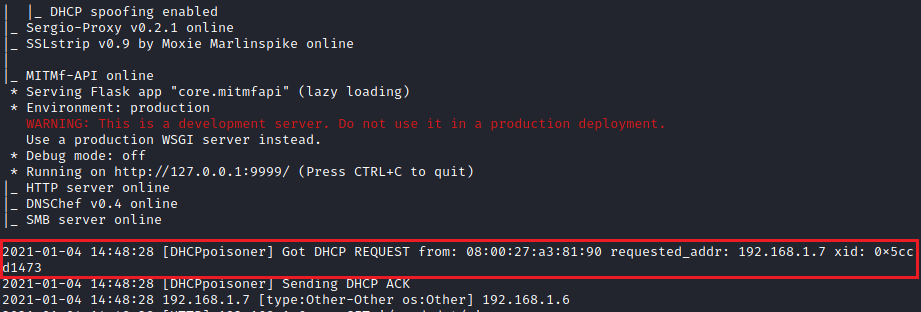 |  |_ DHCP spoofing enabled
|_ Sergio-Proxy v0.2.1 online
|_ SSLstrip v0.9 by Moxie Marlinspike online
|
|_ MITMf-API online
 * Serving Flask app "core.mitmfapi" (lazy loading)
 * Environment: production
   WARNING: This is a development server. Do not use it in a production deployment.
   Use a production WSGI server instead.
 * Debug mode: off
 * Running on http://127.0.0.1:9999/ (Press CTRL+C to quit)
|_ HTTP server online
|_ DNSChef v0.4 online
|_ SMB server online
2021-01-04 14:48:28 [DHCPpoisoner] Got DHCP REQUEST from: 08:00:27:a3:81:90 requested_addr: 192.168.1.7 xid: 0×5cc
d1473
2021-01-04 14:48:28 [DHCPpoisoner] Sending DHCP ACK
2021-01-04 14:48:28 192.168.1.7 [type:Other-Other os:Other] 192.168.1.6